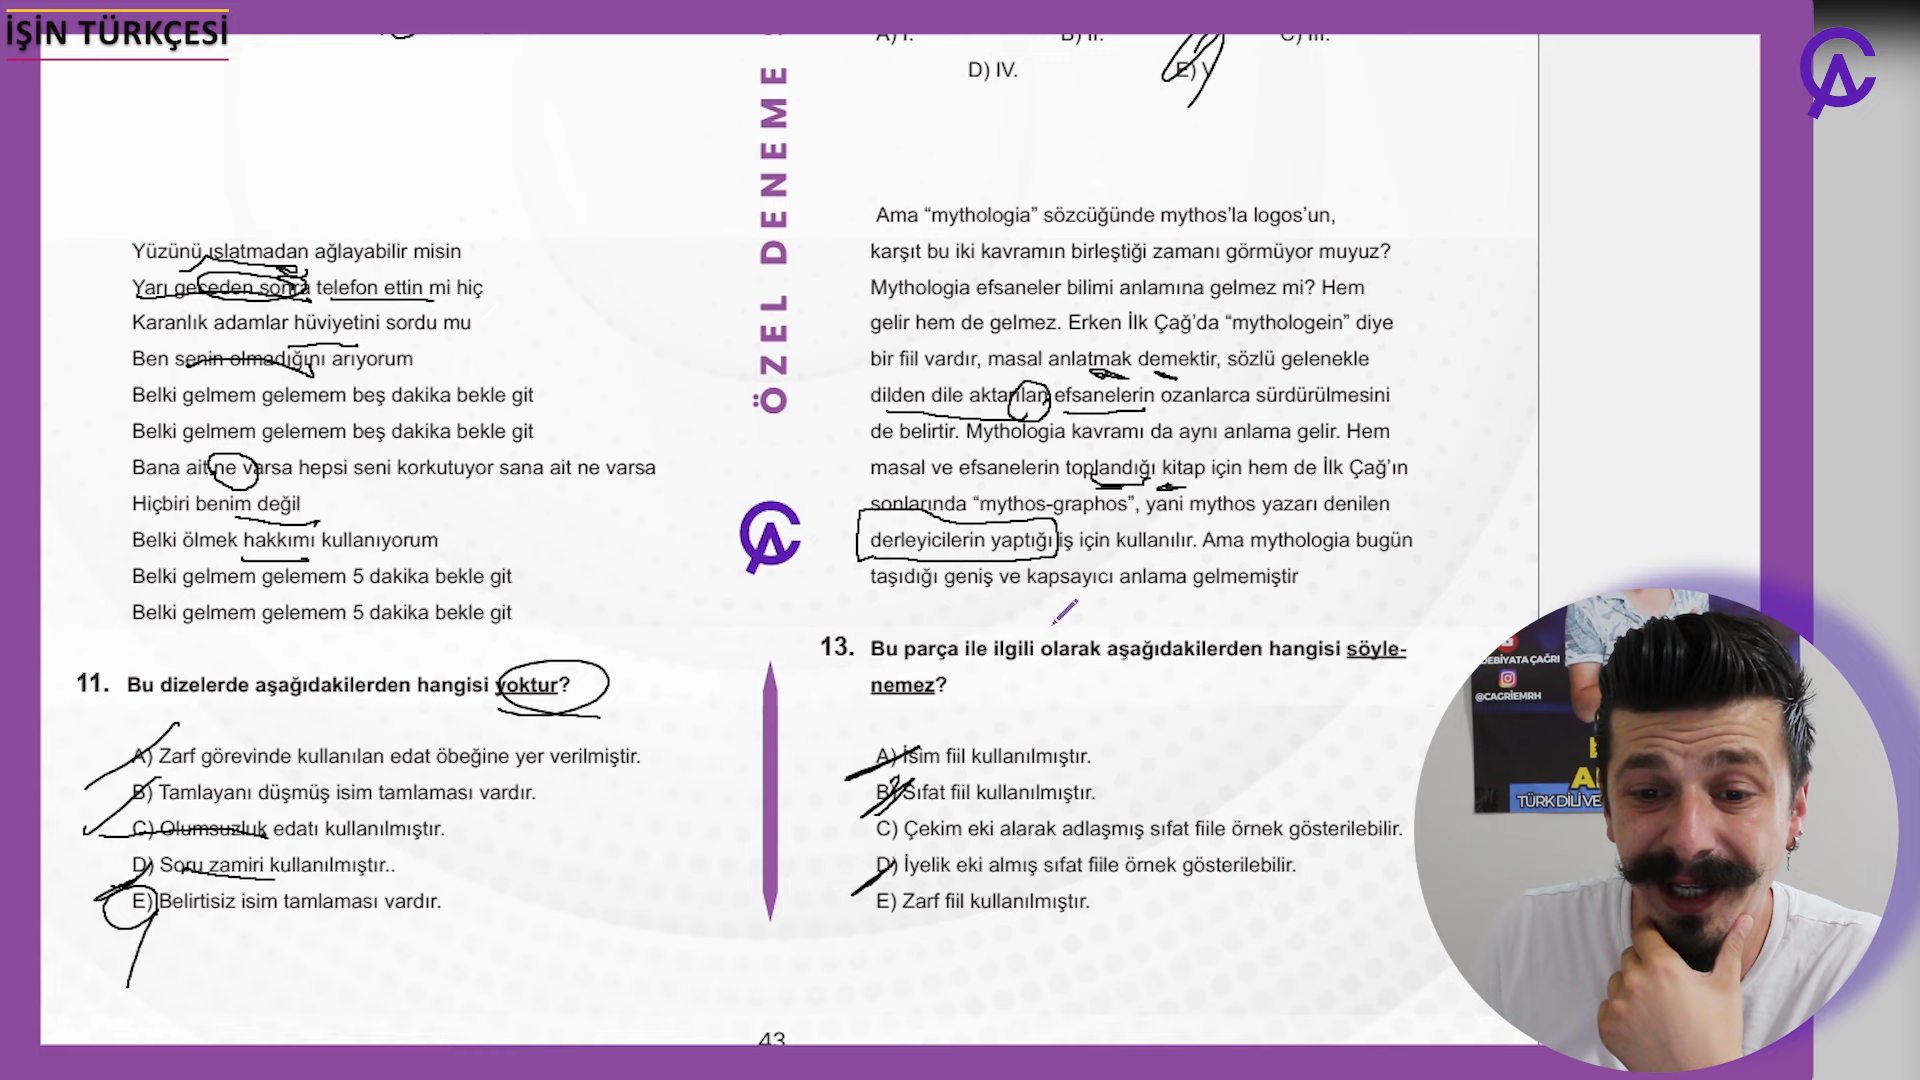 İŞİN TÜRKÇESİ
A) I.
B) II.
C) III.
D) IV.
E) V
ÖZEL DENEME
Yüzünü ıslatmadan ağlayabilir misin
Yarı geceden sonra telefon ettin mi hiç
Karanlık adamlar hüviyetini sordu mu
Ben senin olmadığını arıyorum
Belki gelmem gelemem beş dakika bekle git
Belki gelmem gelemem beş dakika bekle git
Bana ait ne varsa hepsi seni korkutuyor sana ait ne varsa
Hiçbiri benim değil
Belki ölmek hakkımı kullanıyorum
Belki gelmem gelemem 5 dakika bekle git
Belki gelmem gelemem 5 dakika bekle git
11. Bu dizelerde aşağıdakilerden hangisi yoktur?
A) Zarf görevinde kullanılan edat öbeğine yer verilmiştir.
B) Tamlayanı düşmüş isim tamlaması vardır.
C) Olumsuzluk edatı kullanılmıştır.
D) Soru zamiri kullanılmıştır..
E) Belirtisiz isim tamlaması vardır.
Ama “mythologia” sözcüğünde mythos’la logos’un,
karşıt bu iki kavramın birleştiği zamanı görmüyor muyuz?
Mythologia efsaneler bilimi anlamına gelmez mi? Hem
gelir hem de gelmez. Erken İlk Çağ’da “mythologein” diye
bir fiil vardır, masal anlatmak demektir, sözlü gelenekle
dilden dile aktarılan efsanelerin ozanlarca sürdürülmesini
de belirtir. Mythologia kavramı da aynı anlama gelir. Hem
masal ve efsanelerin toplandığı kitap için hem de İlk Çağ’ın
sonlarında “mythos-graphos”, yani mythos yazarı denilen
derleyicilerin yaptığı iş için kullanılır. Ama mythologia bugün
taşıdığı geniş ve kapsayıcı anlama gelmemiştir
13. Bu parça ile ilgili olarak aşağıdakilerden hangisi söyle-
nemez?
A) İsim fiil kullanılmıştır.
B) Sıfat fiil kullanılmıştır.
C) Çekim eki alarak adlaşmış sıfat fiile örnek gösterilebilir.
D) İyelik eki almış sıfat fiile örnek gösterilebilir.
E) Zarf fiil kullanılmıştır.
43
DEBİYATA ÇAĞRI
@CAGRİEMRH
TÜRK DİLİ VE